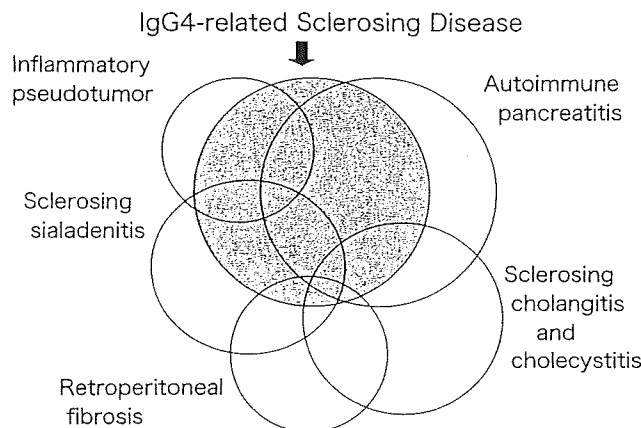 IgG4-related Sclerosing Disease
Inflammatory
pseudotumor
Autoimmune
pancreatitis
Sclerosing
sialadenitis
Sclerosing
cholangitis
and
cholecystitis
Retroperitoneal
fibrosis